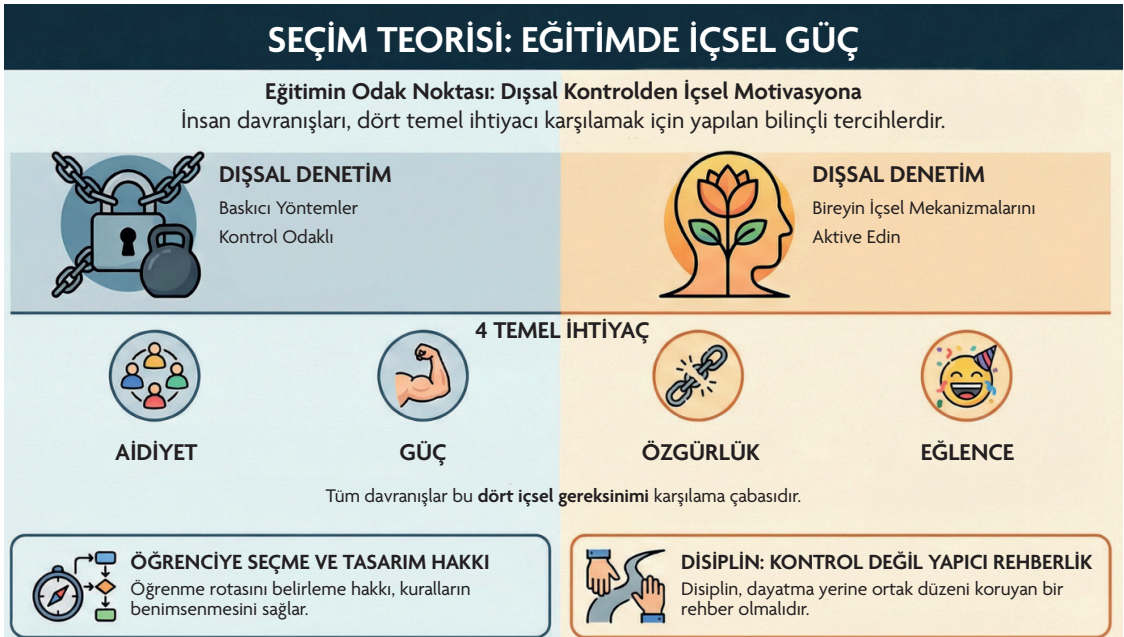 SEÇİM TEORİSİ: EĞİTİMDE İÇSEL GÜÇ
Eğitimin Odak Noktası: Dışsal Kontrolden İçsel Motivasyona
İnsan davranışları, dört temel ihtiyacı karşılamak için yapılan bilinçli tercihlerdir.
DIŞSAL DENETİM
Baskıcı Yöntemler
Kontrol Odaklı
DIŞSAL DENETİM
Bireyin İçsel Mekanizmalarını
Aktive Edin
4 TEMEL İHTİYAÇ
AİDİYET
GÜÇ
ÖZGÜRLÜK
EĞLENCE
Tüm davranışlar bu dört içsel gereksinimi karşılama çabasıdır.
ÖĞRENCİYE SEÇME VE TASARIM HAKKI
Öğrenme rotasını belirleme hakkı, kuralların
benimsenmesini sağlar.
DİSİPLİN: KONTROL DEĞİL YAPICI REHBERLİK
Disiplin, dayatma yerine ortak düzeni koruyan bir
rehber olmalıdır.